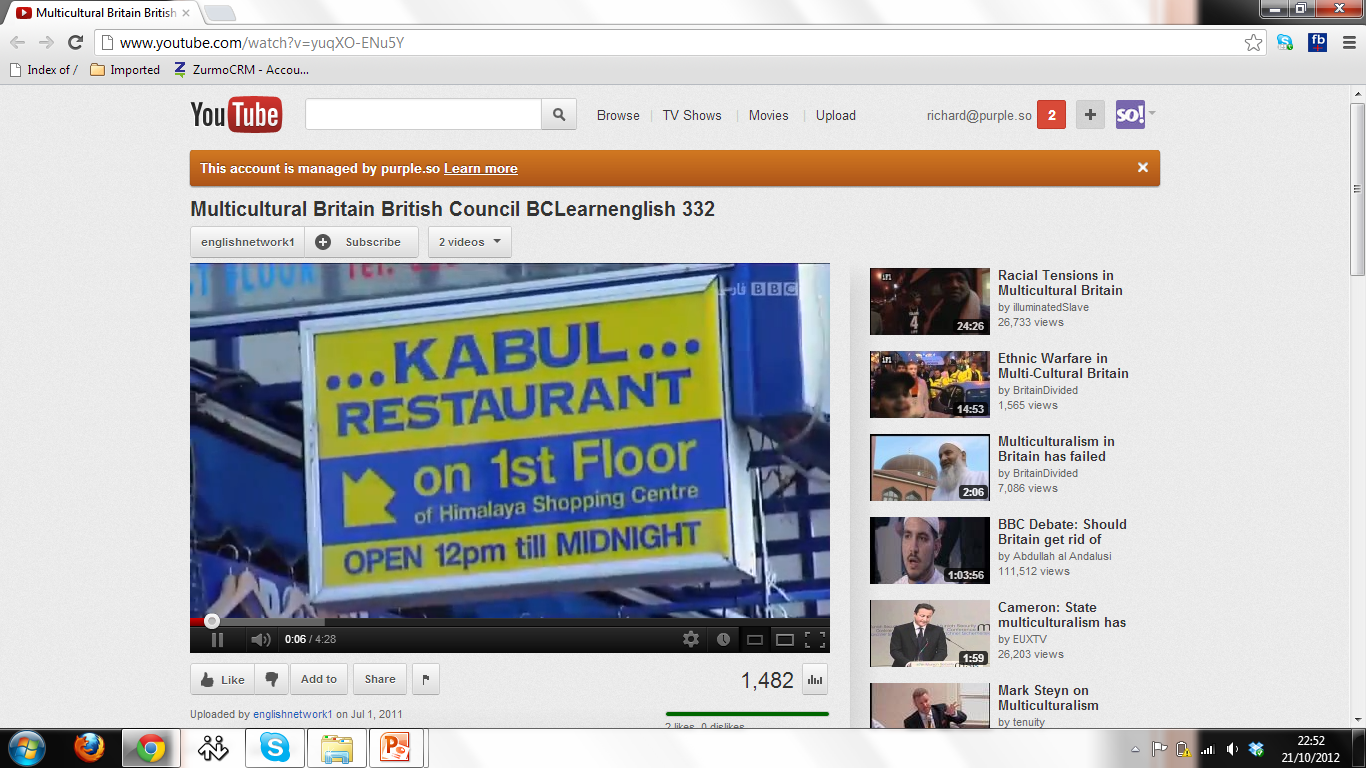 Multicultural Britain British
www.youtube.com/watch?v=yuqXO-ENu5Y
fb
Index of /
Imported
ZurmoCRM - Accou...
YouTube
Browse
TV Shows
Movies
Upload
richard@purple.so
2
so!
This account is managed by purple.so Learn more
Multicultural Britain British Council BCLearnenglish 332
englishnetwork1
Subscribe
2 videos
FLOOR
BBC فارسی
...KABUL...
RESTAURANT
on 1st Floor
of Himalaya Shopping Centre
OPEN 12pm till MIDNIGHT
0:06 / 4:28
Like
Add to
Share
1,482
Uploaded by englishnetwork1 on Jul 1, 2011
2 likes, 0 dislikes
24:26
Racial Tensions in
Multicultural Britain
by illuminatedSlave
26,733 views
14:53
Ethnic Warfare in
Multi-Cultural Britain
by BritainDivided
1,565 views
2:06
Multiculturalism in
Britain has failed
by BritainDivided
7,086 views
1:03:56
BBC Debate: Should
Britain get rid of
by Abdullah al Andalusi
111,512 views
1:59
Cameron: State
multiculturalism has
by EUXTV
26,203 views
Mark Steyn on
Multiculturalism
by tenuity
22:52
21/10/2012